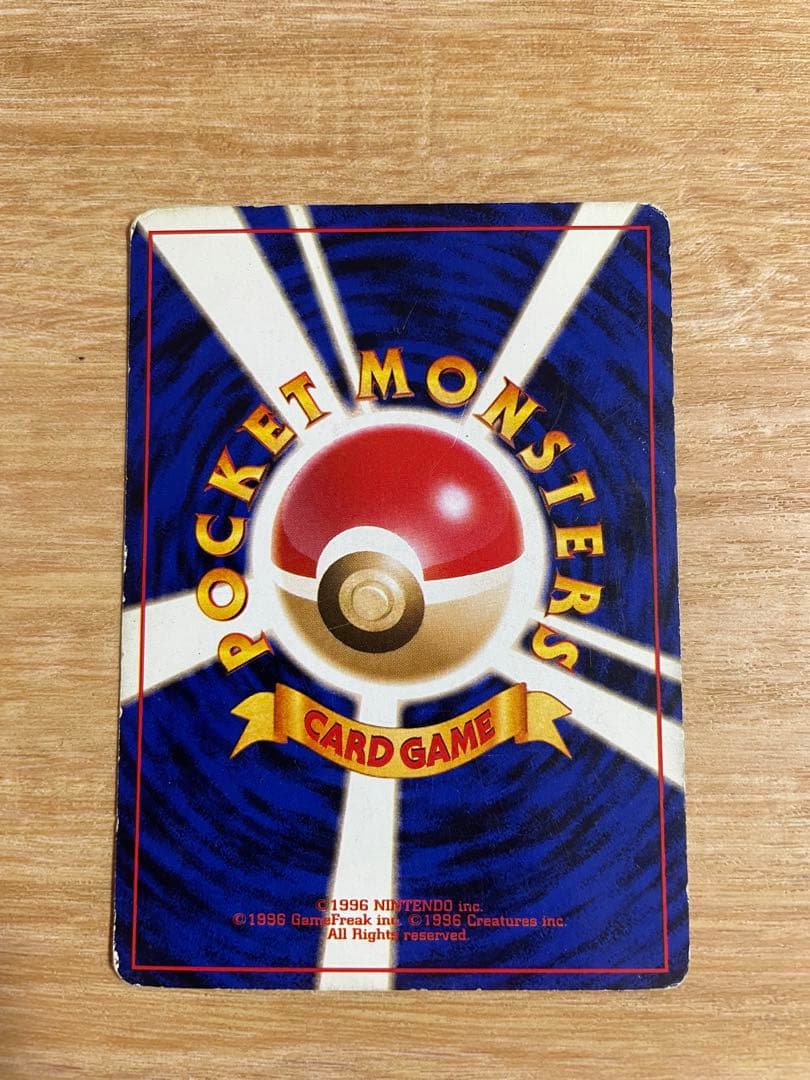 POCKET MONSTERS
CARD GAME
©1996 NINTENDO inc.
©1996 GameFreak inc. ©1996 Creatures inc.
All Rights reserved.